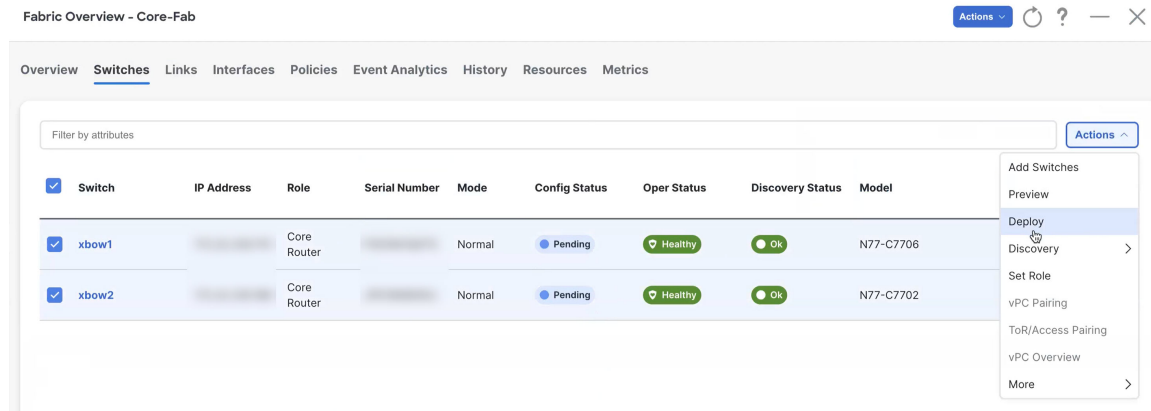 Fabric Overview - Core-Fab
Actions
?
Overview Switches Links Interfaces Policies Event Analytics History Resources Metrics
Filter by attributes
Actions
Switch IP Address Role Serial Number Mode Config Status Oper Status Discovery Status Model
xbow1 Core Router Normal Pending Healthy Ok N77-C7706
xbow2 Core Router Normal Pending Healthy Ok N77-C7702
Add Switches
Preview
Deploy
Discovery
Set Role
vPC Pairing
ToR/Access Pairing
vPC Overview
More